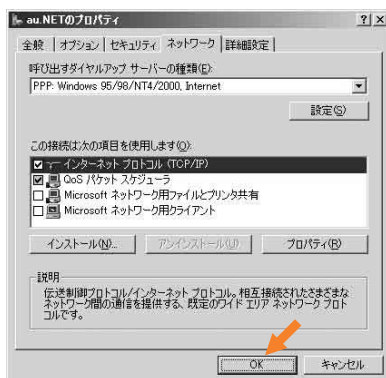 au.NETのプロパティ
全般 オプション セキュリティ ネットワーク 詳細設定
呼び出すダイヤルアップ サーバーの種類(E):
PPP: Windows 95/98/NT4/2000, Internet
設定(S)
この接続は次の項目を使用します(O):
インターネット プロトコル (TCP/IP)
QoS パケット スケジューラ
Microsoft ネットワーク用ファイルとプリンタ共有
Microsoft ネットワーク用クライアント
インストール(N)... アンインストール(U) プロパティ(R)
説明
伝送制御プロトコル/インターネット プロトコル。相互接続されたさまざまな
ネットワーク間の通信を提供する、既定のワイド エリア ネットワーク プロト
コルです。
OK キャンセル